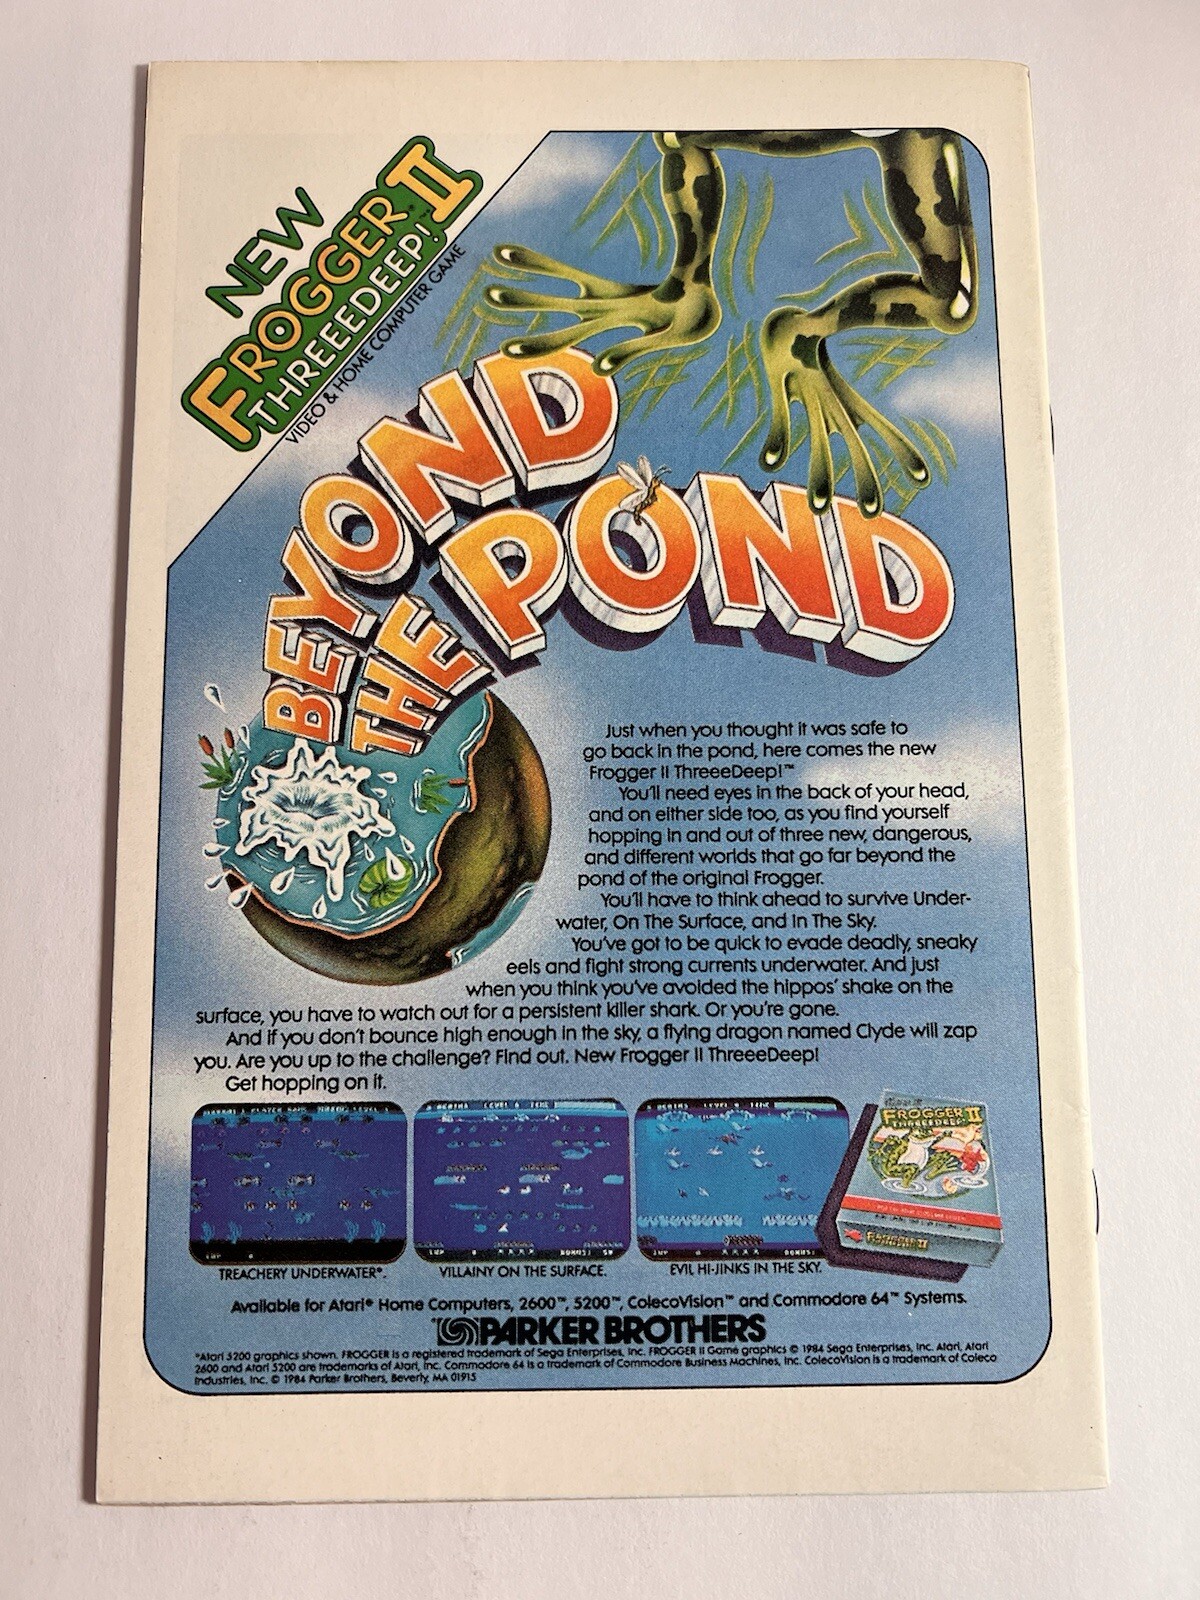 NEW
FROGGER® II
THREEEDEEP!™
VIDEO & HOME COMPUTER GAME
BEYOND
THE POND
Just when you thought it was safe to
go back in the pond, here comes the new
Frogger II ThreeeDeep!™
You'll need eyes in the back of your head,
and on either side too, as you find yourself
hopping in and out of three new, dangerous,
and different worlds that go far beyond the
pond of the original Frogger.
You'll have to think ahead to survive Under-
water, On The Surface, and In The Sky.
You've got to be quick to evade deadly, sneaky
eels and fight strong currents underwater. And just
when you think you've avoided the hippos' shake on the
surface, you have to watch out for a persistent killer shark. Or you're gone.
And if you don't bounce high enough in the sky, a flying dragon named Clyde will zap
you. Are you up to the challenge? Find out. New Frogger II ThreeeDeep!
Get hopping on it.
FROGGER II
THREEEDEEP!
FROGGER II
TREACHERY UNDERWATER*.
VILLAINY ON THE SURFACE.
EVIL HI-JINKS IN THE SKY.
Available for Atari® Home Computers, 2600™, 5200™, ColecoVision™ and Commodore 64™ Systems.
PARKER BROTHERS
*Atari 5200 graphics shown. FROGGER is a registered trademark of Sega Enterprises, Inc. FROGGER II Game graphics © 1984 Sega Enterprises, Inc. Atari, Atari
2600 and Atari 5200 are trademarks of Atari, Inc. Commodore 64 is a trademark of Commodore Business Machines, Inc. ColecoVision is a trademark of Coleco
Industries, Inc. © 1984 Parker Brothers, Beverly, MA 01915